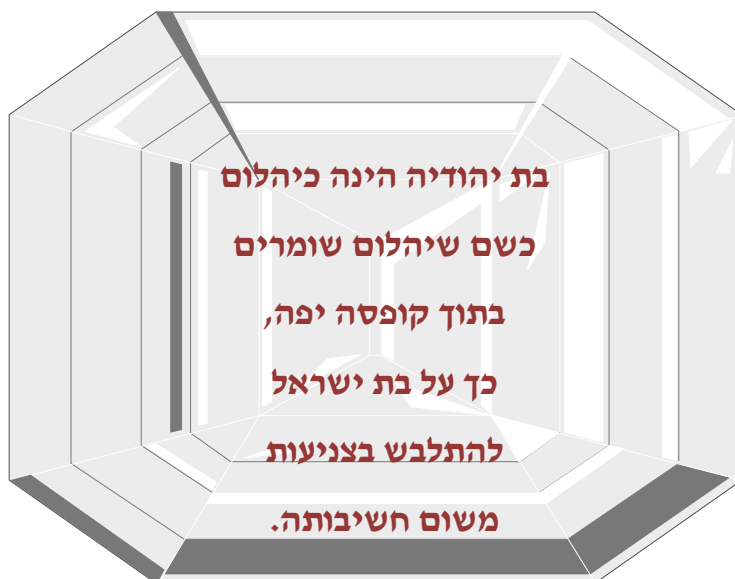 בת יהודיה הינה כיהלום
כשם שיהלום שומרים
בתוך קופסה יפה,
כך על בת ישראל
להתלבש בצניעות
משום חשיבותה.